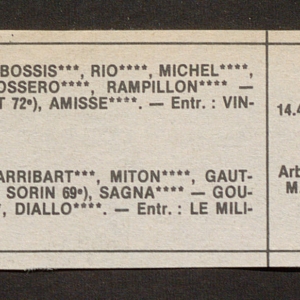 BOSSIS***, RIO****, MICHEL****,
OSSERO****, RAMPILLON**** —
T 72e), AMISSE****. — Entr. : VIN-
14.4
ARRIBART***, MITON****, GAUT-
SORIN 69e), SAGNA**** — GOU-
, DIALLO****. — Entr. : LE MILI-
Arb
M